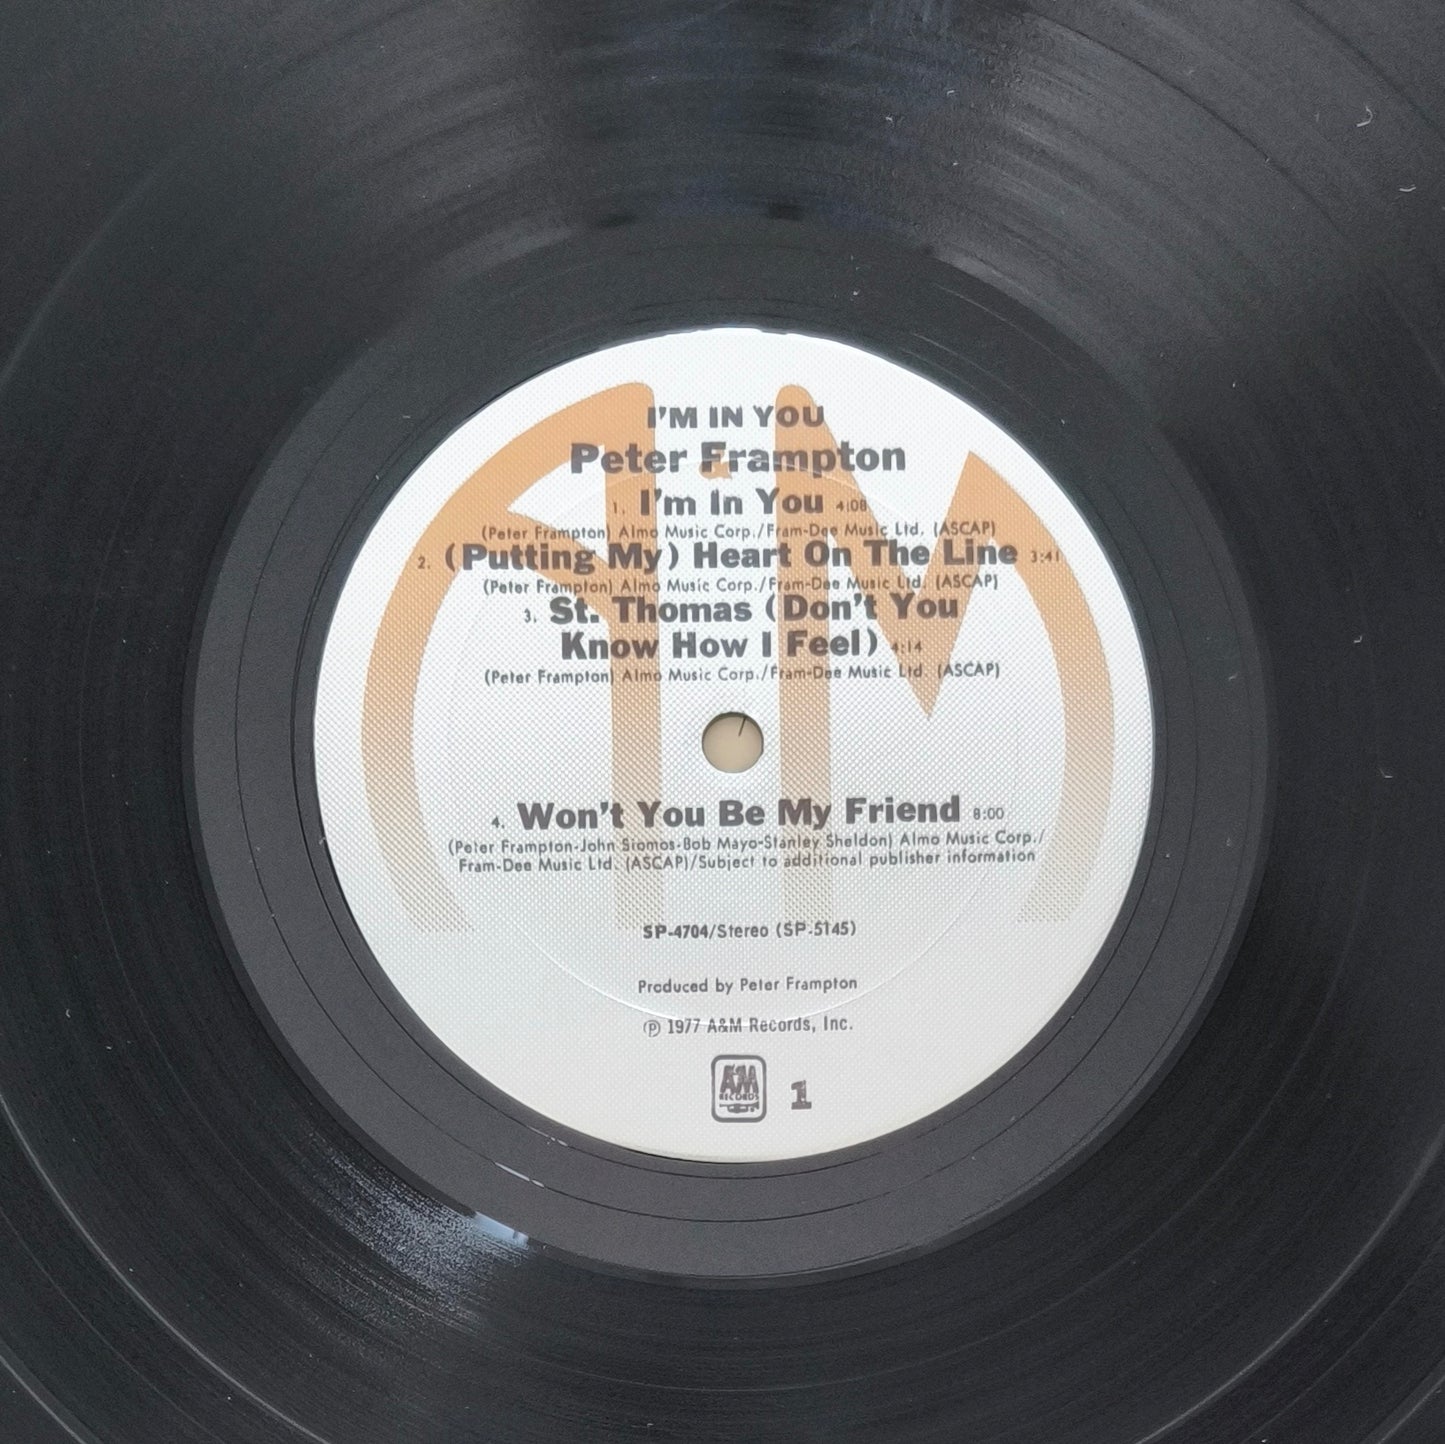 I'M IN YOU
Peter Frampton
1. I'm In You 4:08
(Peter Frampton) Almo Music Corp./Fram-Dee Music Ltd. (ASCAP)
2. (Putting My) Heart On The Line 3:41
(Peter Frampton) Almo Music Corp./Fram-Dee Music Ltd. (ASCAP)
3. St. Thomas (Don't You
Know How I Feel) 4:14
(Peter Frampton) Almo Music Corp./Fram-Dee Music Ltd. (ASCAP)
4. Won't You Be My Friend 8:00
(Peter Frampton-John Siomos-Bob Mayo-Stanley Sheldon) Almo Music Corp./
Fram-Dee Music Ltd. (ASCAP)/Subject to additional publisher information
SP-4704/Stereo (SP-5145)
Produced by Peter Frampton
℗ 1977 A&M Records, Inc.
A&M
RECORDS
1